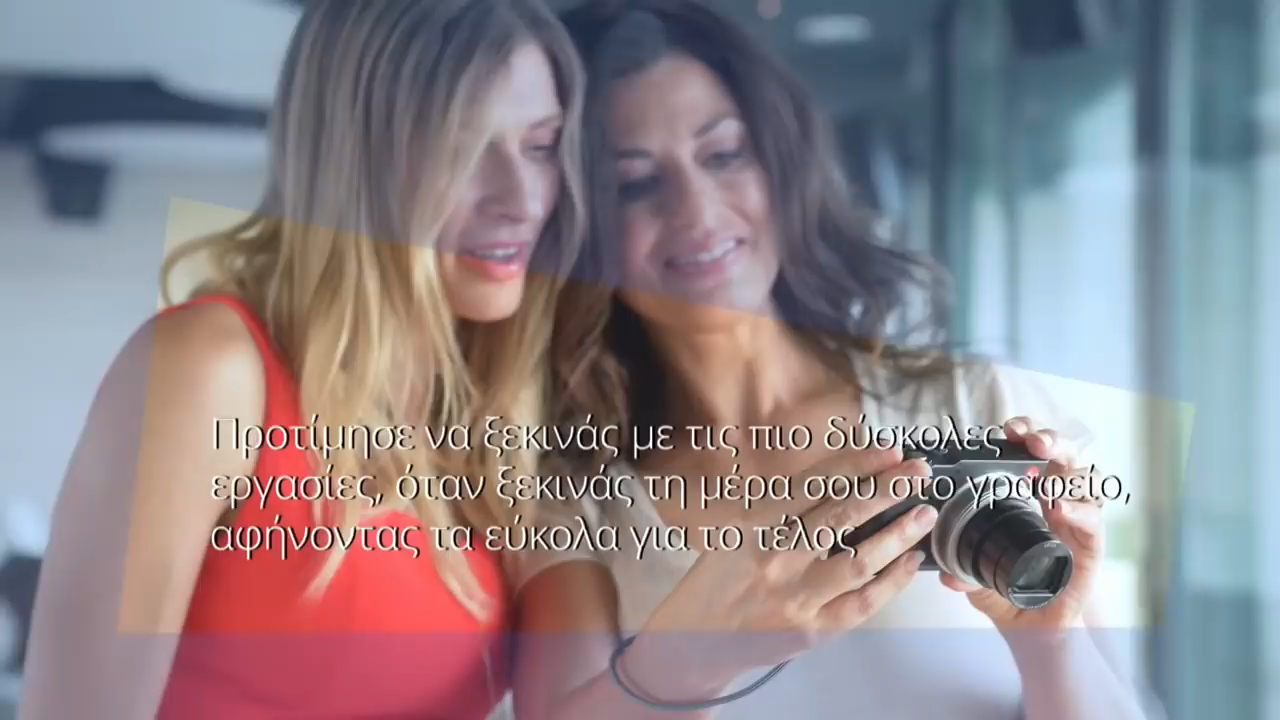 Προτίμησε να ξεκινάς με τις πιο δύσκολες
εργασίες, όταν ξεκινάς τη μέρα σου στο γραφείο,
αφήνοντας τα εύκολα για το τέλος